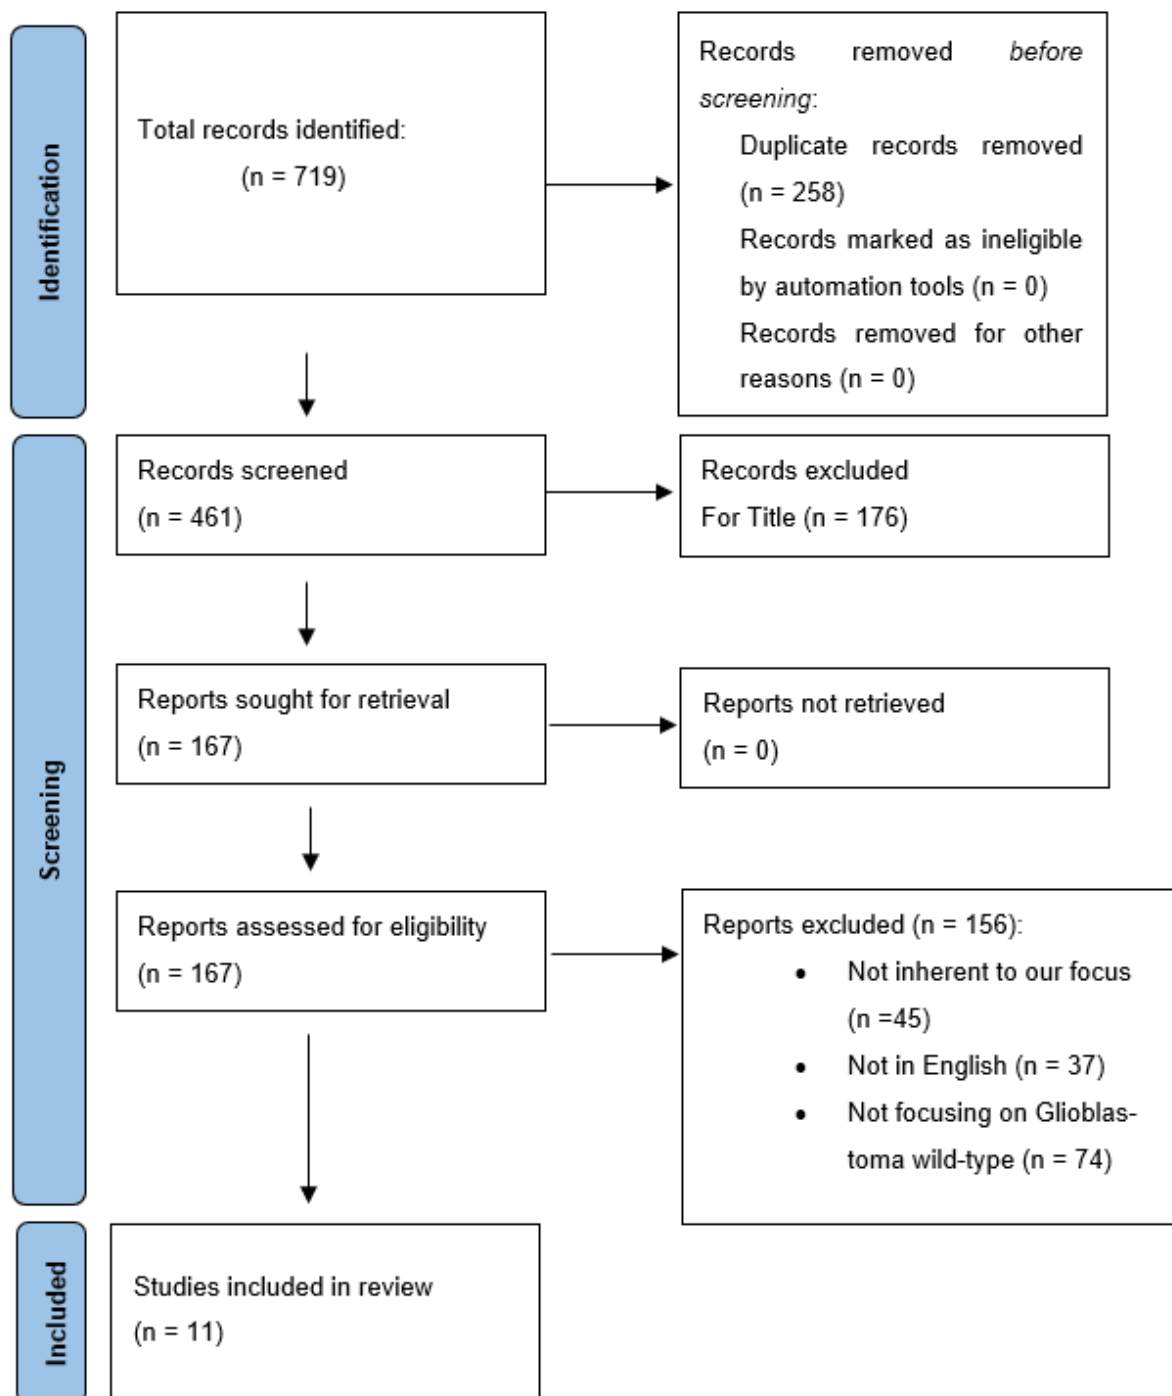 Identification
Total records identified:
(n = 719)
Records removed before
screening:
Duplicate records removed
(n = 258)
Records marked as ineligible
by automation tools (n = 0)
Records removed for other
reasons (n = 0)
Screening
Records screened
(n = 461)
Records excluded
For Title (n = 176)
Reports sought for retrieval
(n = 167)
Reports not retrieved
(n = 0)
Reports assessed for eligibility
(n = 167)
Reports excluded (n = 156):
• Not inherent to our focus
(n =45)
• Not in English (n = 37)
• Not focusing on Glioblas-
toma wild-type (n = 74)
Included
Studies included in review
(n = 11)